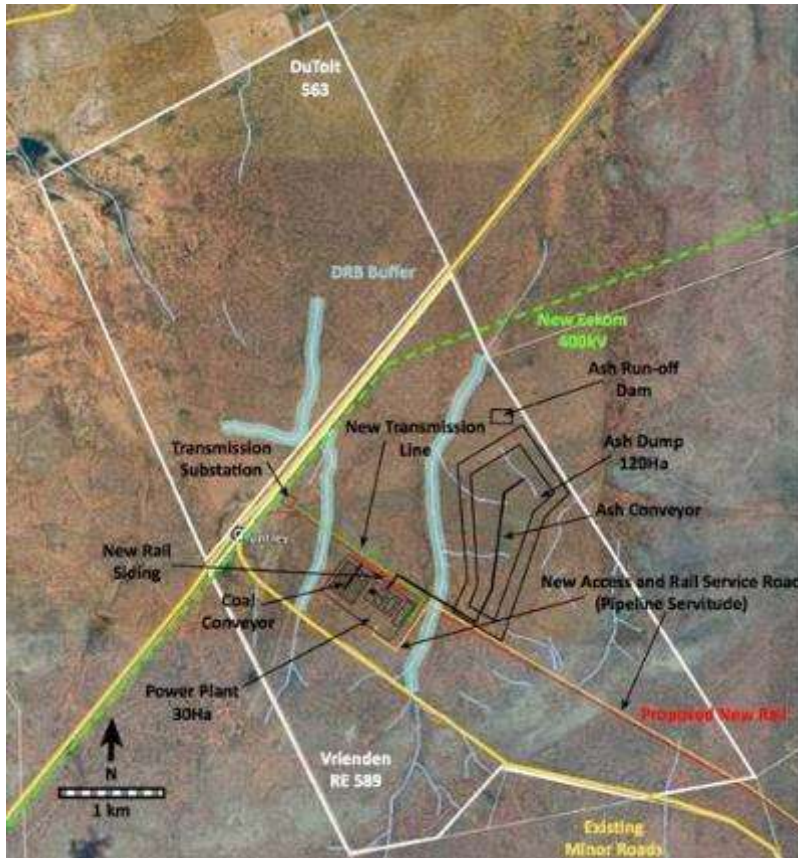 DuToit
563
DRB Buffer
New Eskom
400kV
Ash Run-off
Dam
New Transmission
Line
Transmission
Substation
Ash Dump
120Ha
Ash Conveyor
New Rail
Siding
New Access and Rail Service Road
(Pipeline Servitude)
Coal
Conveyor
Power Plant
30Ha
Proposed New Rail
N
1 km
Vrienden
RE 589
Existing
Minor Roads